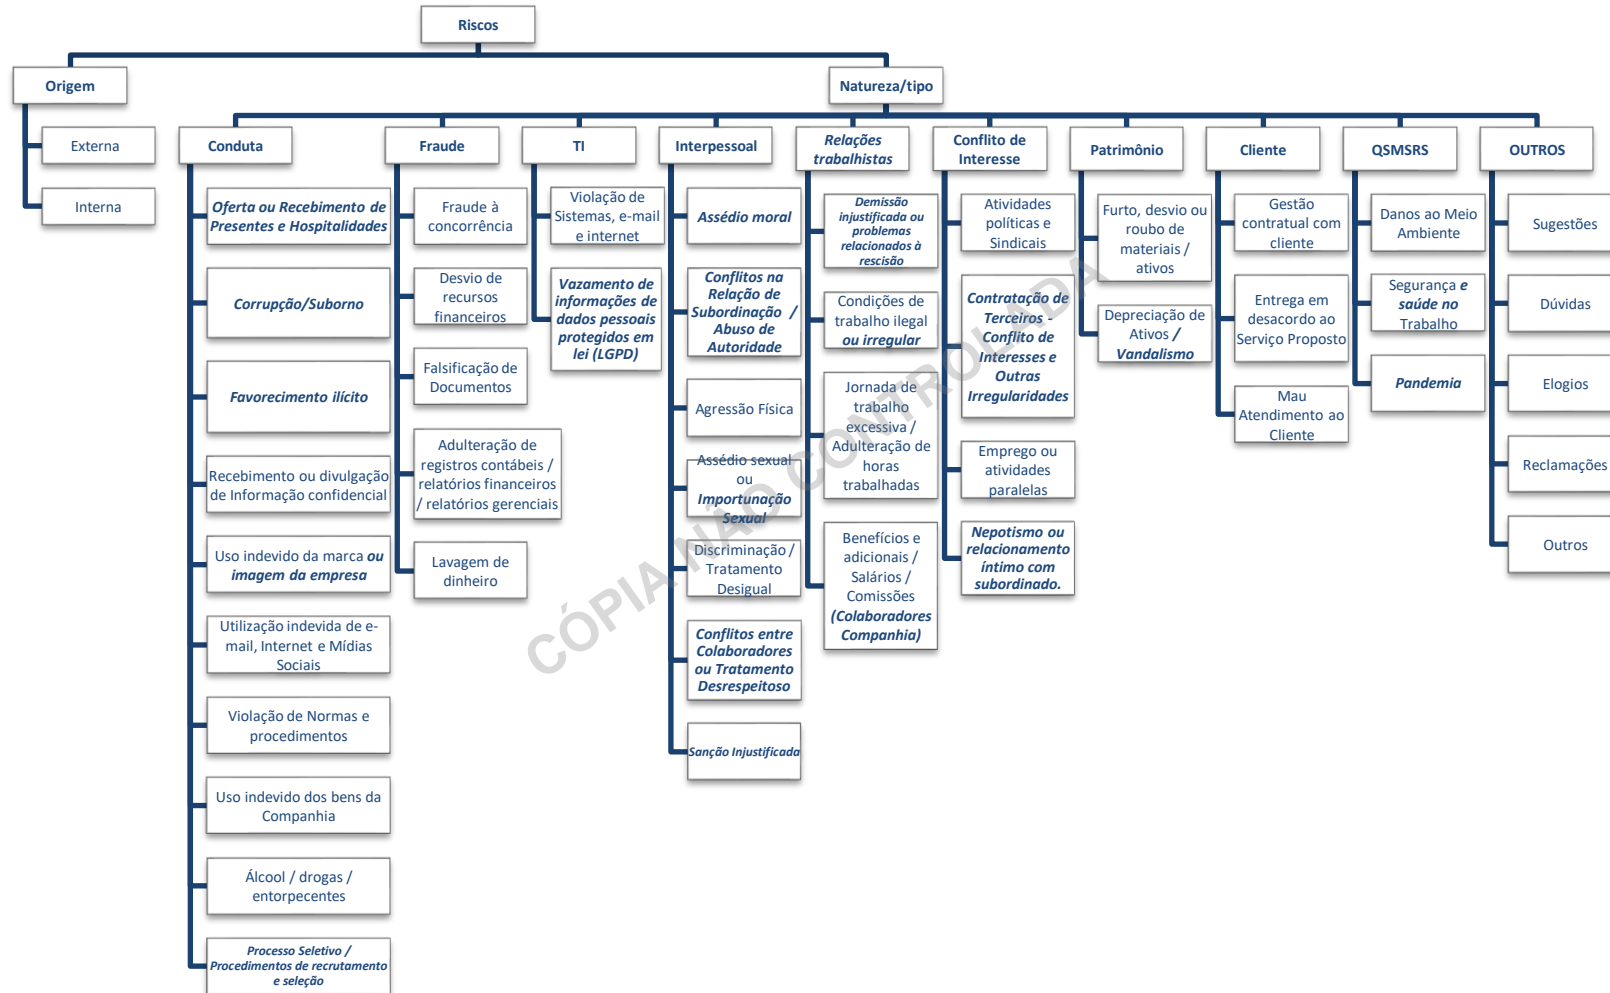 Riscos
Origem
Externa
Interna
Natureza/tipo
Conduta
Oferta ou Recebimento de
Presentes e Hospitalidades
Corrupção/Suborno
Favorecimento ilícito
Recebimento ou divulgação
de Informação confidencial
Uso indevido da marca ou
imagem da empresa
Utilização indevida de e-
mail, Internet e Mídias
Sociais
Violação de Normas e
procedimentos
Uso indevido dos bens da
Companhia
Álcool / drogas /
entorpecentes
Processo Seletivo /
Procedimentos de recrutamento
e seleção
Fraude
Fraude à
concorrência
Desvio de
recursos
financeiros
Falsificação de
Documentos
Adulteração de
registros contábeis /
relatórios financeiros
/ relatórios gerenciais
Lavagem de
dinheiro
TI
Violação de
Sistemas, e-mail
e internet
Vazamento de
informações de
dados pessoais
protegidos em
lei (LGPD)
Interpessoal
Assédio moral
Conflitos na
Relação de
Subordinação /
Abuso de
Autoridade
Agressão Física
Assédio sexual
ou
Importunação
Sexual
Discriminação /
Tratamento
Desigual
Conflitos entre
Colaboradores
ou Tratamento
Desrespeitoso
Sanção Injustificada
Relações
trabalhistas
Demissão
injustificada ou
problemas
relacionados à
rescisão
Condições de
trabalho ilegal
ou irregular
Jornada de
trabalho
excessiva /
Adulteração de
horas
trabalhadas
Benefícios e
adicionais /
Salários /
Comissões
(Colaboradores
Companhia)
Conflito de
Interesse
Atividades
políticas e
Sindicais
Contratação de
Terceiros -
Conflito de
Interesses e
Outras
Irregularidades
Emprego ou
atividades
paralelas
Nepotismo ou
relacionamento
íntimo com
subordinado.
Patrimônio
Furto, desvio ou
roubo de
materiais /
ativos
Depreciação de
Ativos /
Vandalismo
Cliente
Gestão
contratual com
cliente
Entrega em
desacordo ao
Serviço Proposto
Mau
Atendimento ao
Cliente
QSMSRS
Danos ao Meio
Ambiente
Segurança e
saúde no
Trabalho
Pandemia
OUTROS
Sugestões
Dúvidas
Elogios
Reclamações
Outros
CÓPIA NÃO CONTROLADA